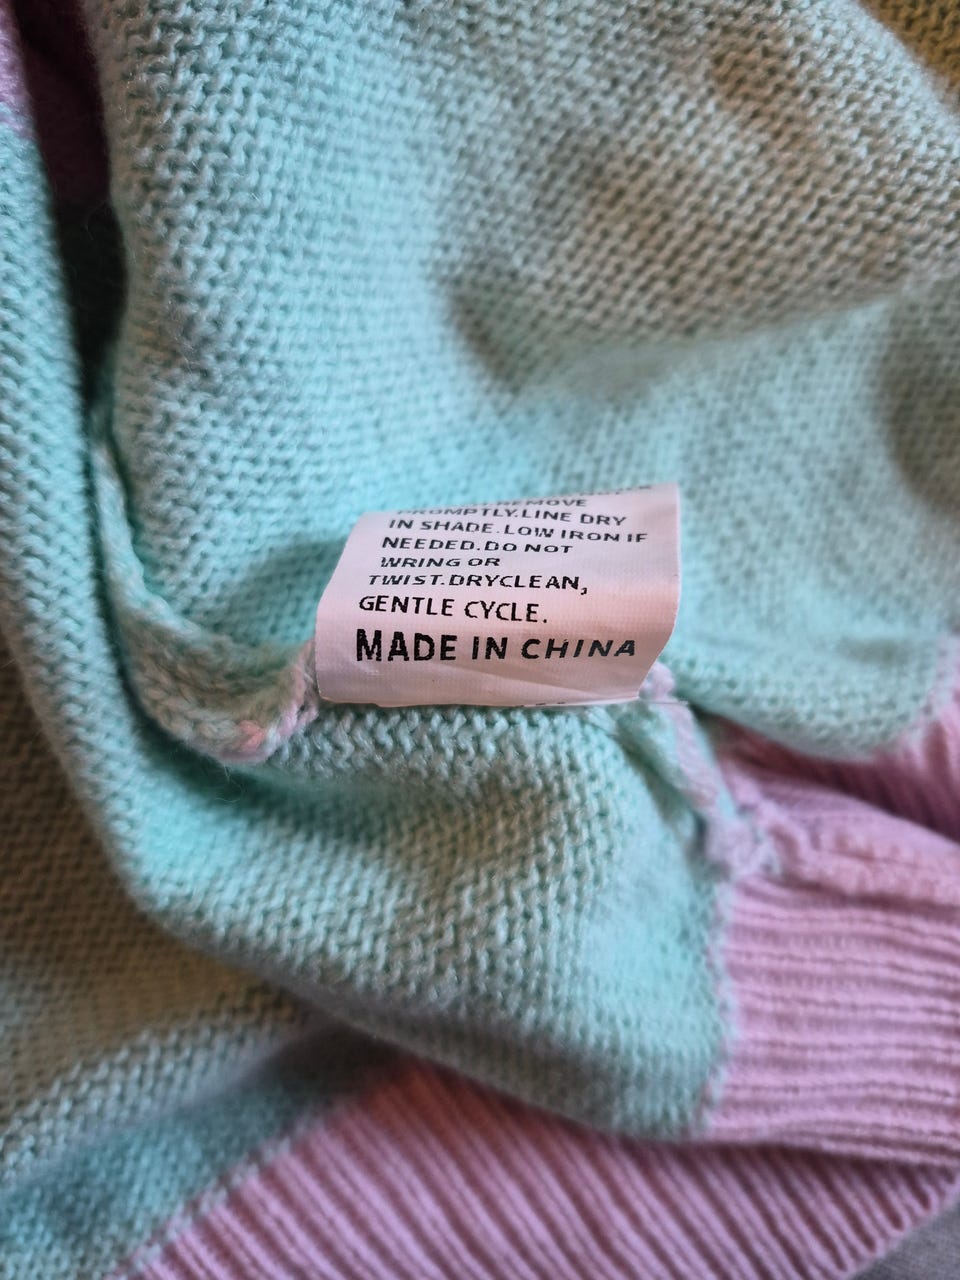 REMOVE
PROMPTLY.LINE DRY
IN SHADE.LOW IRON IF
NEEDED.DO NOT
WRING OR
TWIST.DRYCLEAN,
GENTLE CYCLE.
MADE IN CHINA